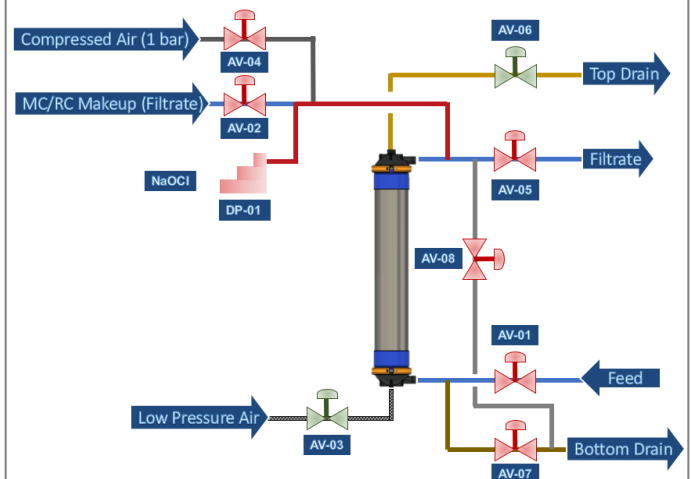 AV-06
Compressed Air (1 bar)
AV-04
Top Drain
MC/RC Makeup (Filtrate)
AV-02
Filtrate
NaOCl
AV-05
DP-01
AV-08
AV-01
Feed
Low Pressure Air
AV-03
Bottom Drain
AV-07